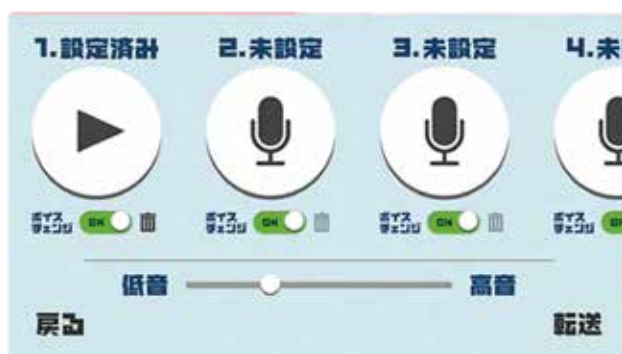 1.設定済み
2.未設定
3.未設定
4.未
ボイス
チェンジ
ON
ボイス
チェンジ
ON
ボイス
チェンジ
ON
ボイス
チェンジ
低音
高音
戻る
転送